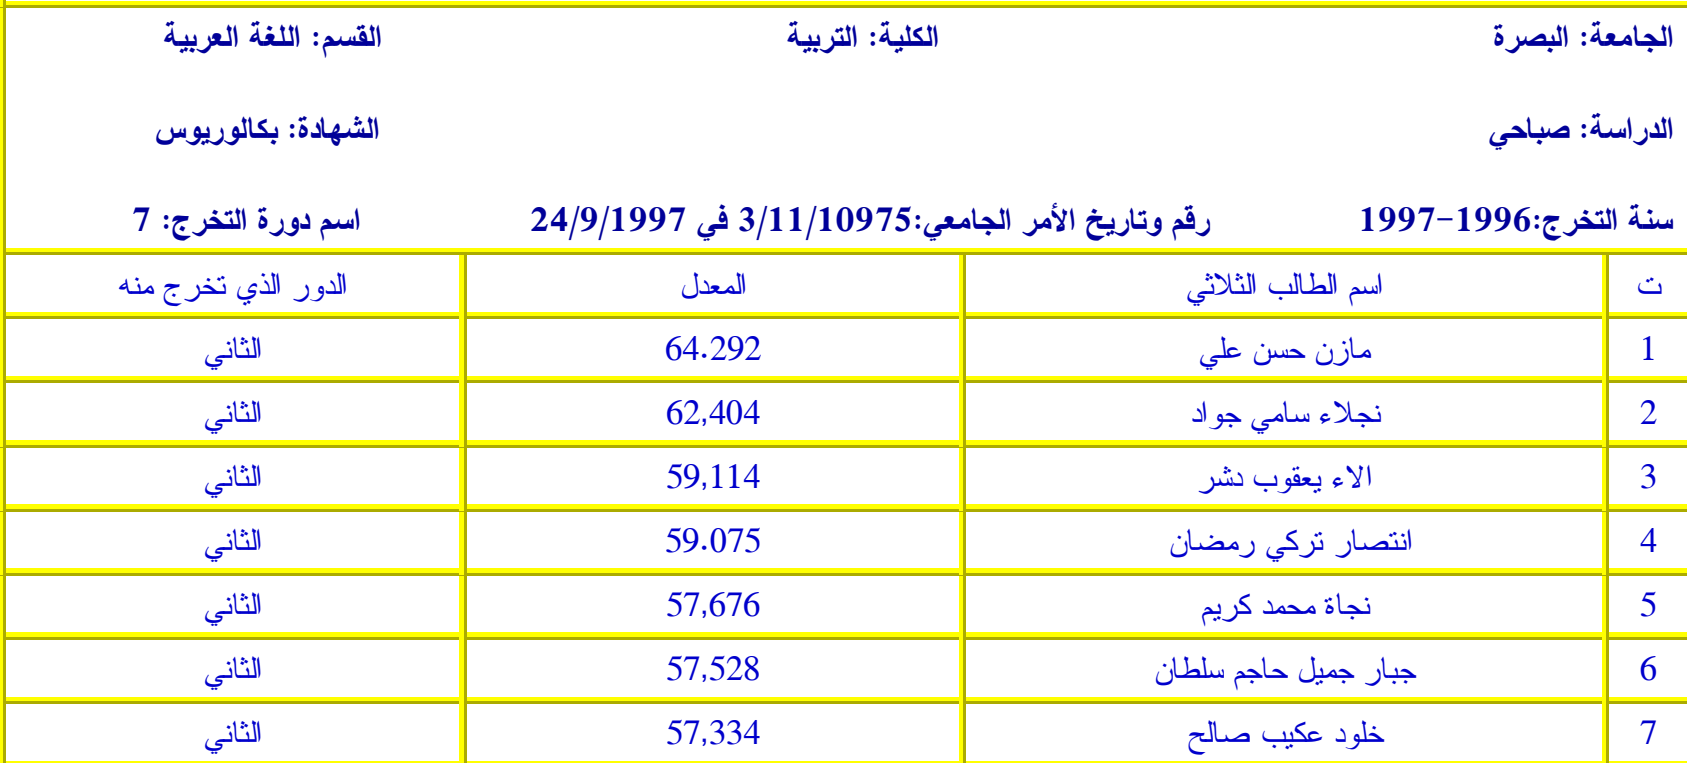 الجامعة: البصرة الكلية: التربية القسم: اللغة العربية
الدراسة: صباحي الشهادة: بكالوريوس
سنة التخرج:1996-1997 رقم وتاريخ الأمر الجامعي:3/11/10975 في 24/9/1997 اسم دورة التخرج: 7
ت اسم الطالب الثلاثي المعدل الدور الذي تخرج منه
1 مازن حسن علي 64.292 الثاني
2 نجلاء سامي جواد 62,404 الثاني
3 الاء يعقوب دشر 59,114 الثاني
4 انتصار تركي رمضان 59.075 الثاني
5 نجاة محمد كريم 57,676 الثاني
6 جبار جميل حاجم سلطان 57,528 الثاني
7 خلود عكيب صالح 57,334 الثاني